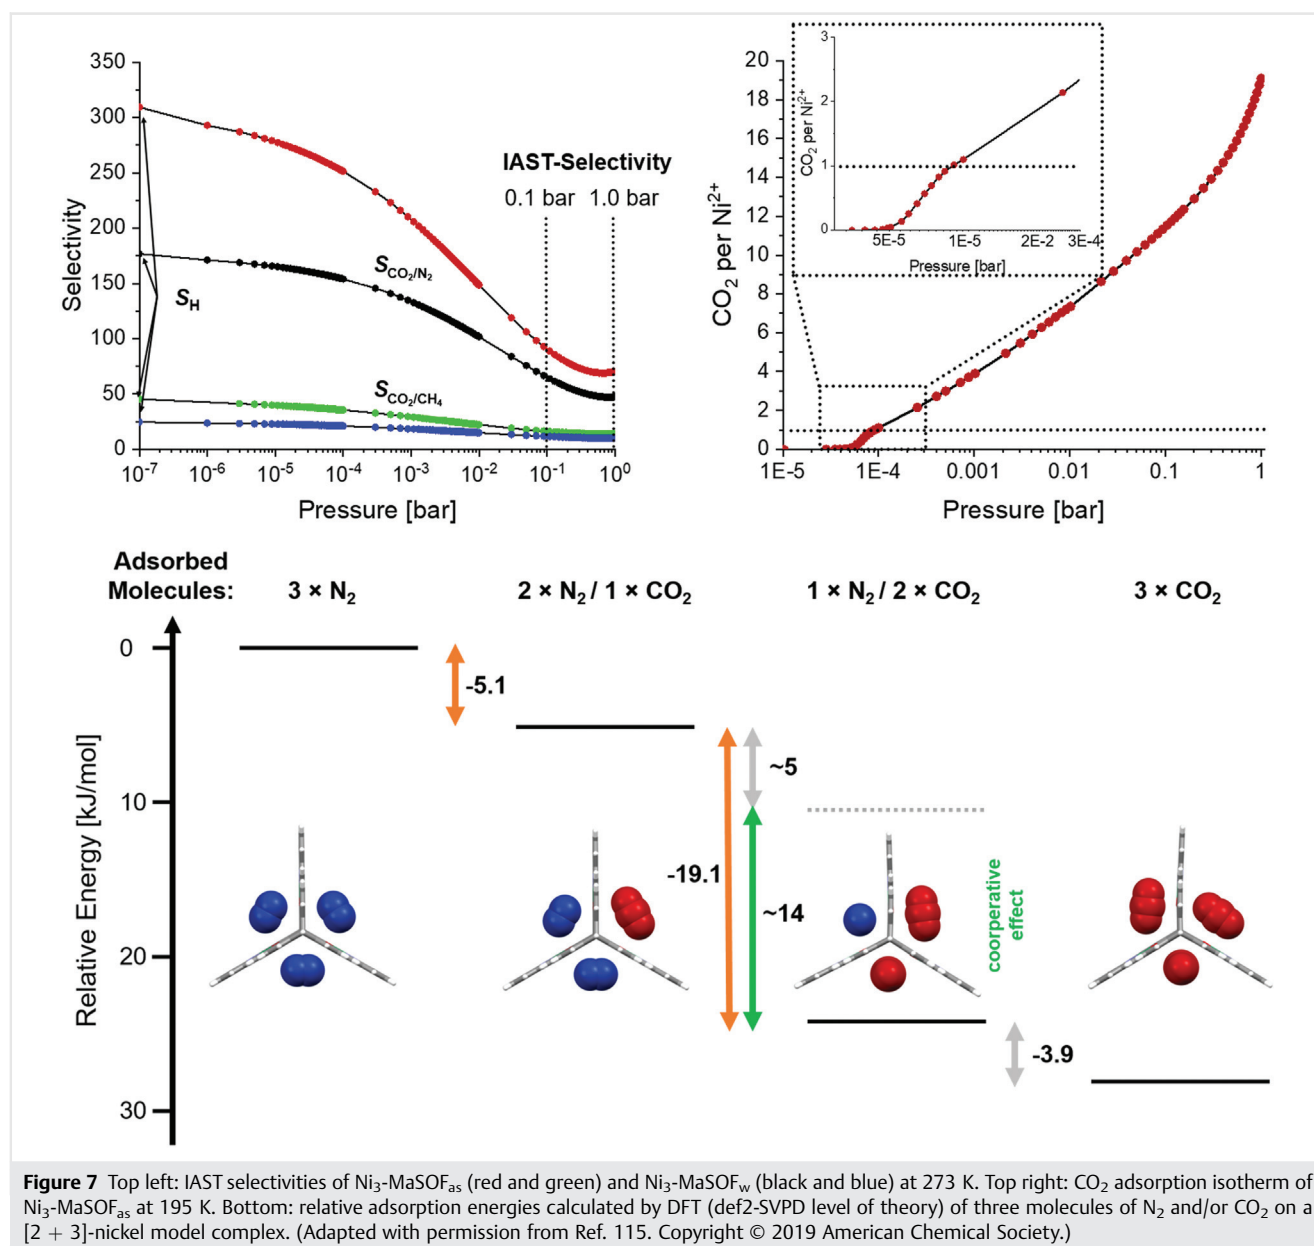 350
300
250
200
150
100
50
0
Selectivity
IAST-Selectivity
0.1 bar 1.0 bar
S_CO₂/N₂
S_H
S_CO₂/CH₄
10⁻⁷ 10⁻⁶ 10⁻⁵ 10⁻⁴ 10⁻³ 10⁻² 10⁻¹ 10⁰
Pressure [bar]
20
18
16
14
12
10
8
6
4
2
0
CO₂ per Ni²⁺
3
2
1
0
CO₂ per Ni²⁺
5E-5 1E-5 2E-2 3E-4
Pressure [bar]
1E-5 1E-4 0.001 0.01 0.1 1
Pressure [bar]
Adsorbed
Molecules: 3 × N₂ 2 × N₂ / 1 × CO₂ 1 × N₂ / 2 × CO₂ 3 × CO₂
0
10
20
30
Relative Energy [kJ/mol]
-5.1
~5
-19.1
~14
coorperative
effect
-3.9
Figure 7 Top left: IAST selectivities of Ni₃-MaSOFas (red and green) and Ni₃-MaSOFw (black and blue) at 273 K. Top right: CO₂ adsorption isotherm of
Ni₃-MaSOFas at 195 K. Bottom: relative adsorption energies calculated by DFT (def2-SVPD level of theory) of three molecules of N₂ and/or CO₂ on a
[2 + 3]-nickel model complex. (Adapted with permission from Ref. 115. Copyright © 2019 American Chemical Society.)